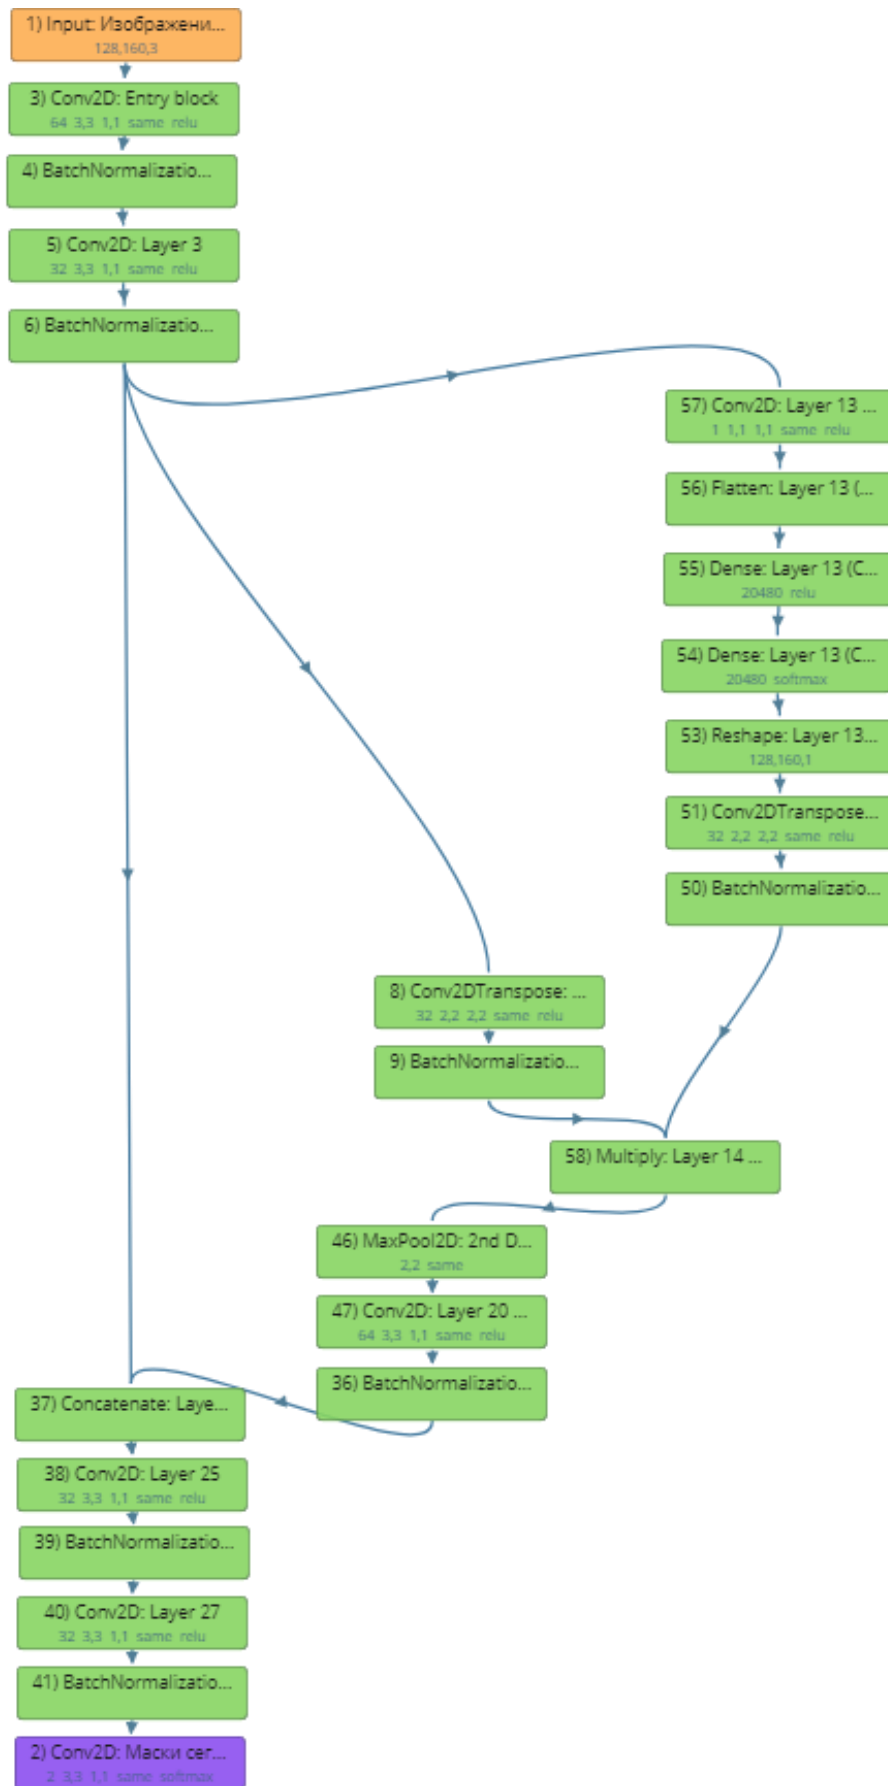 1) Input: Изображени...
128,160,3
3) Conv2D: Entry block
64 3,3 1,1 same relu
4) BatchNormalizatio...
5) Conv2D: Layer 3
32 3,3 1,1 same relu
6) BatchNormalizatio...
57) Conv2D: Layer 13 ...
1 1,1 1,1 same relu
56) Flatten: Layer 13 (...
55) Dense: Layer 13 (C...
20480 relu
54) Dense: Layer 13 (C...
20480 softmax
53) Reshape: Layer 13...
128,160,1
51) Conv2DTranspose...
32 2,2 2,2 same relu
50) BatchNormalizatio...
8) Conv2DTranspose: ...
32 2,2 2,2 same relu
9) BatchNormalizatio...
58) Multiply: Layer 14 ...
46) MaxPool2D: 2nd D...
2,2 same
47) Conv2D: Layer 20 ...
64 3,3 1,1 same relu
36) BatchNormalizatio...
37) Concatenate: Laye...
38) Conv2D: Layer 25
32 3,3 1,1 same relu
39) BatchNormalizatio...
40) Conv2D: Layer 27
32 3,3 1,1 same relu
41) BatchNormalizatio...
2) Conv2D: Маски сег...
2 3,3 1,1 same softmax